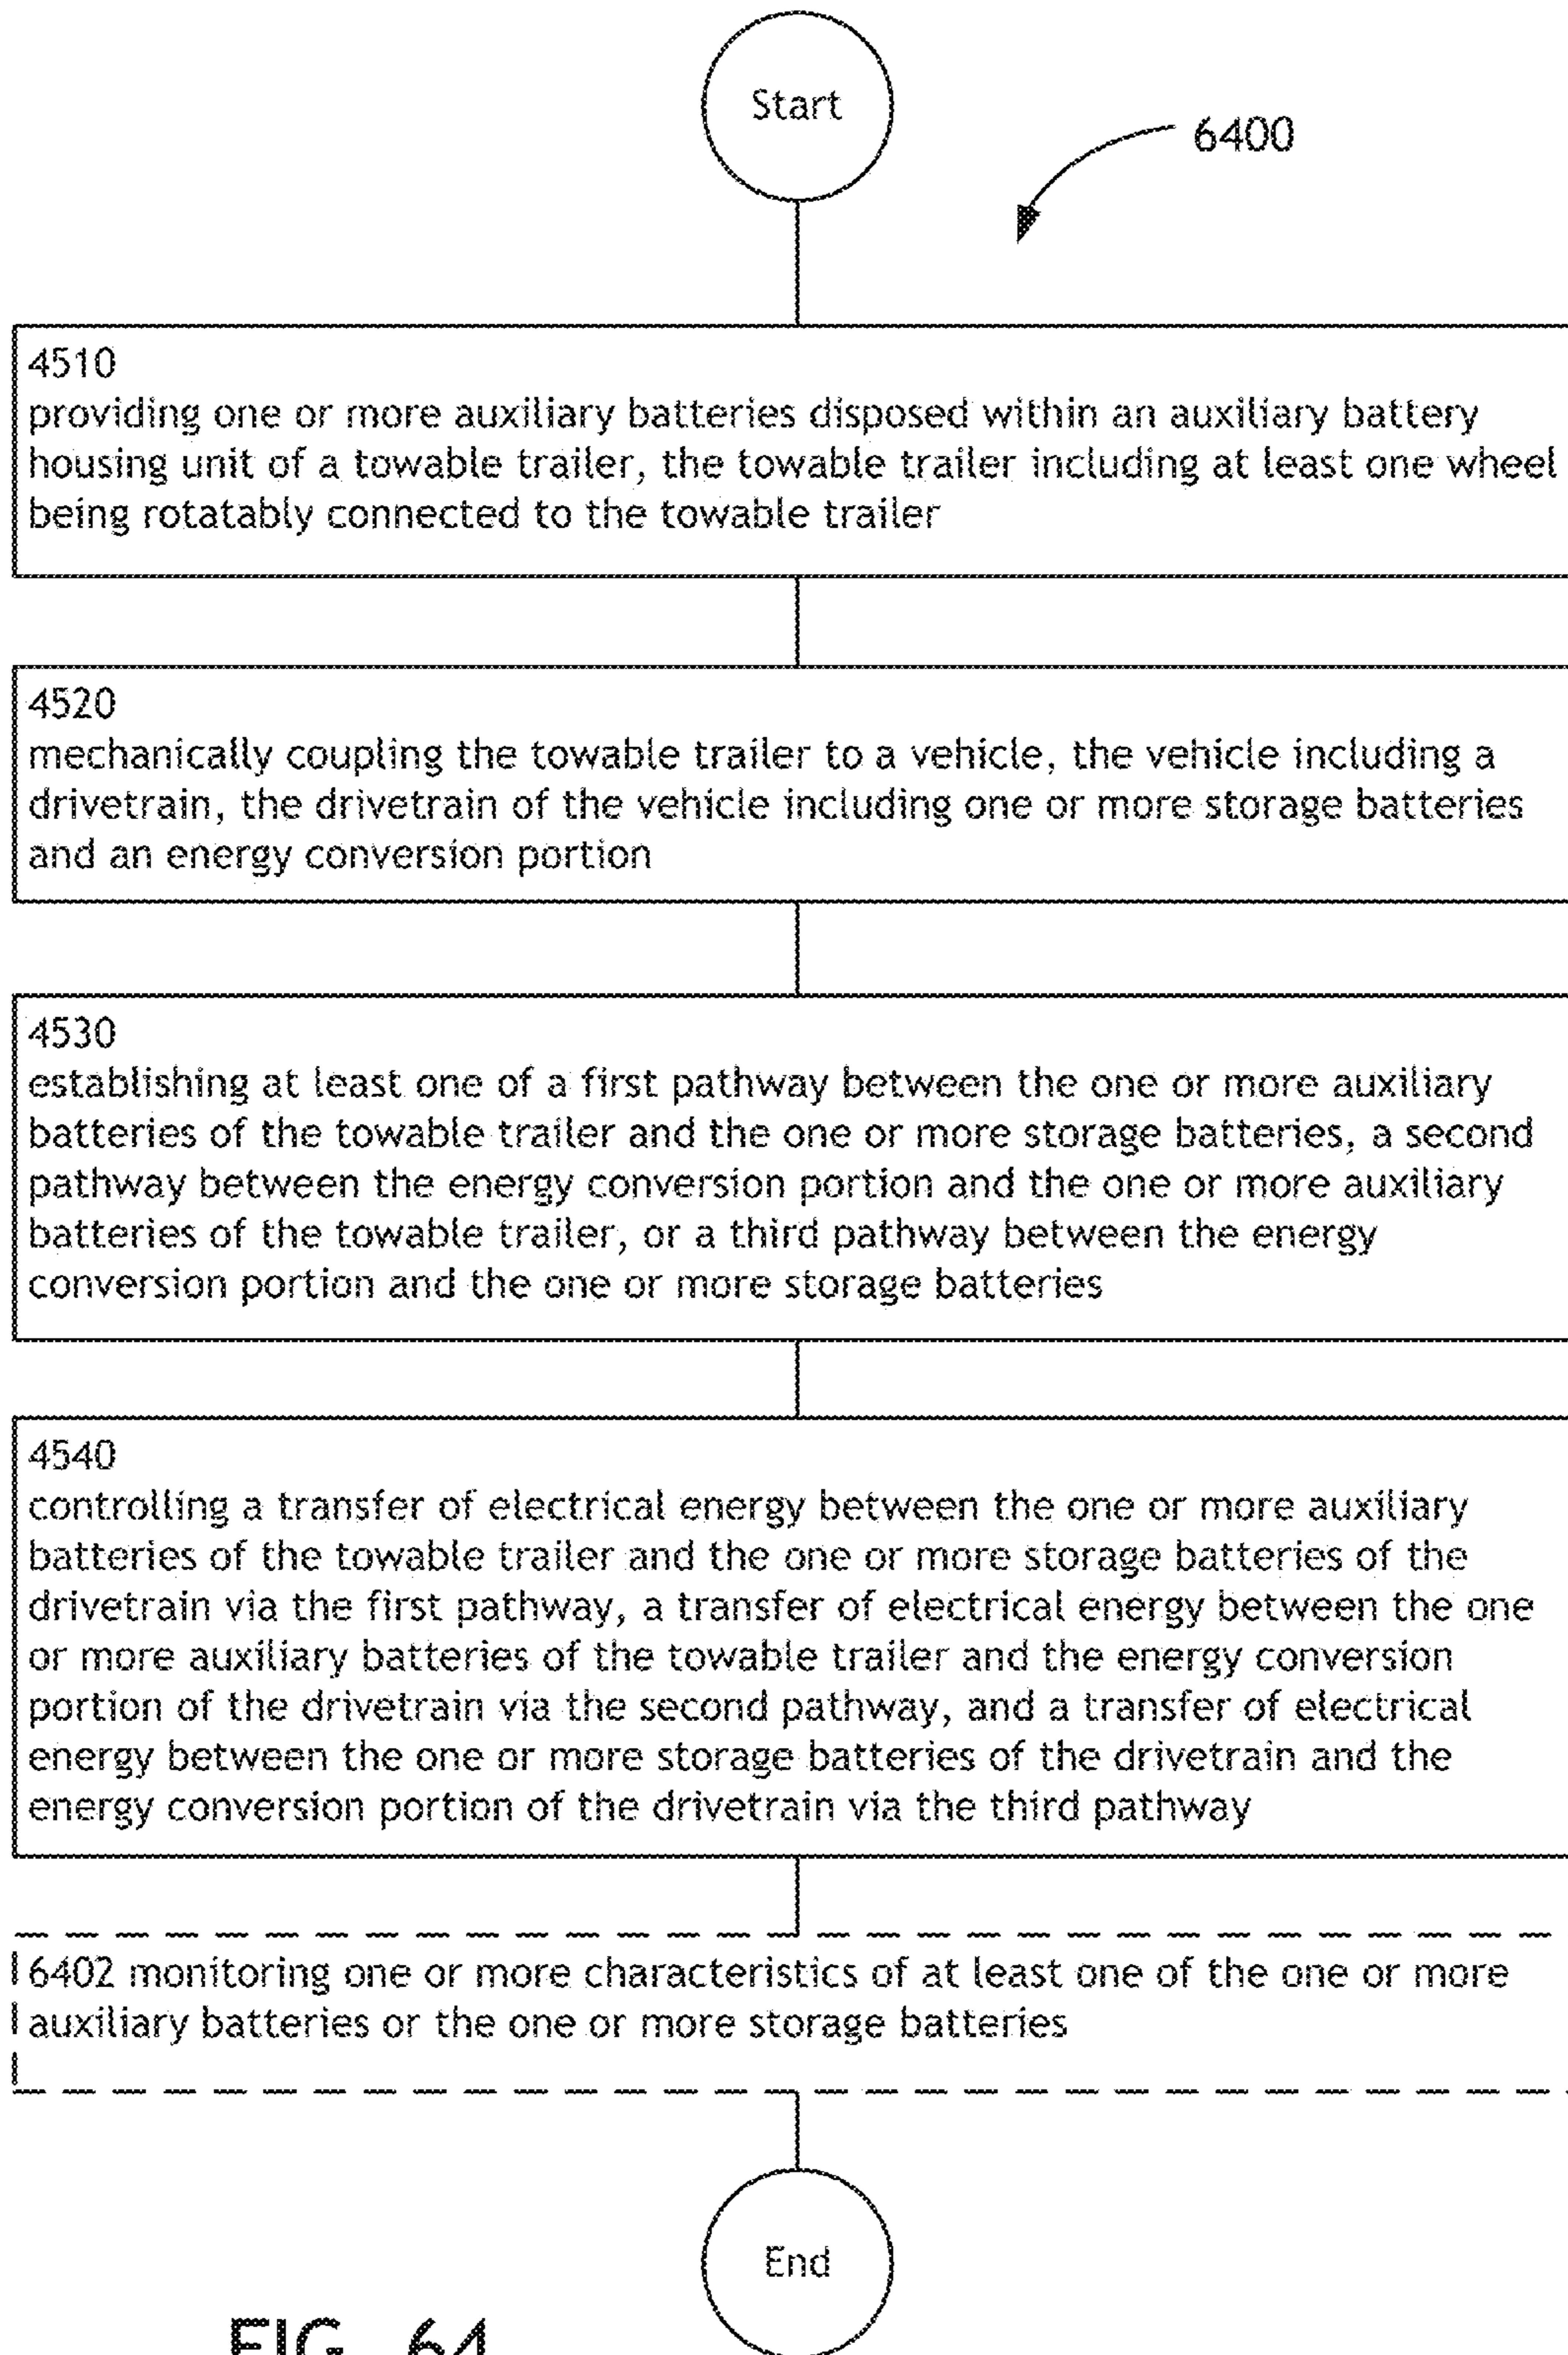 Start
6400
4510
providing one or more auxiliary batteries disposed within an auxiliary battery
housing unit of a towable trailer, the towable trailer including at least one wheel
being rotatably connected to the towable trailer
4520
mechanically coupling the towable trailer to a vehicle, the vehicle including a
drivetrain, the drivetrain of the vehicle including one or more storage batteries
and an energy conversion portion
4530
establishing at least one of a first pathway between the one or more auxiliary
batteries of the towable trailer and the one or more storage batteries, a second
pathway between the energy conversion portion and the one or more auxiliary
batteries of the towable trailer, or a third pathway between the energy
conversion portion and the one or more storage batteries
4540
controlling a transfer of electrical energy between the one or more auxiliary
batteries of the towable trailer and the one or more storage batteries of the
drivetrain via the first pathway, a transfer of electrical energy between the one
or more auxiliary batteries of the towable trailer and the energy conversion
portion of the drivetrain via the second pathway, and a transfer of electrical
energy between the one or more storage batteries of the drivetrain and the
energy conversion portion of the drivetrain via the third pathway
6402 monitoring one or more characteristics of at least one of the one or more
auxiliary batteries or the one or more storage batteries
End
FIG. 64